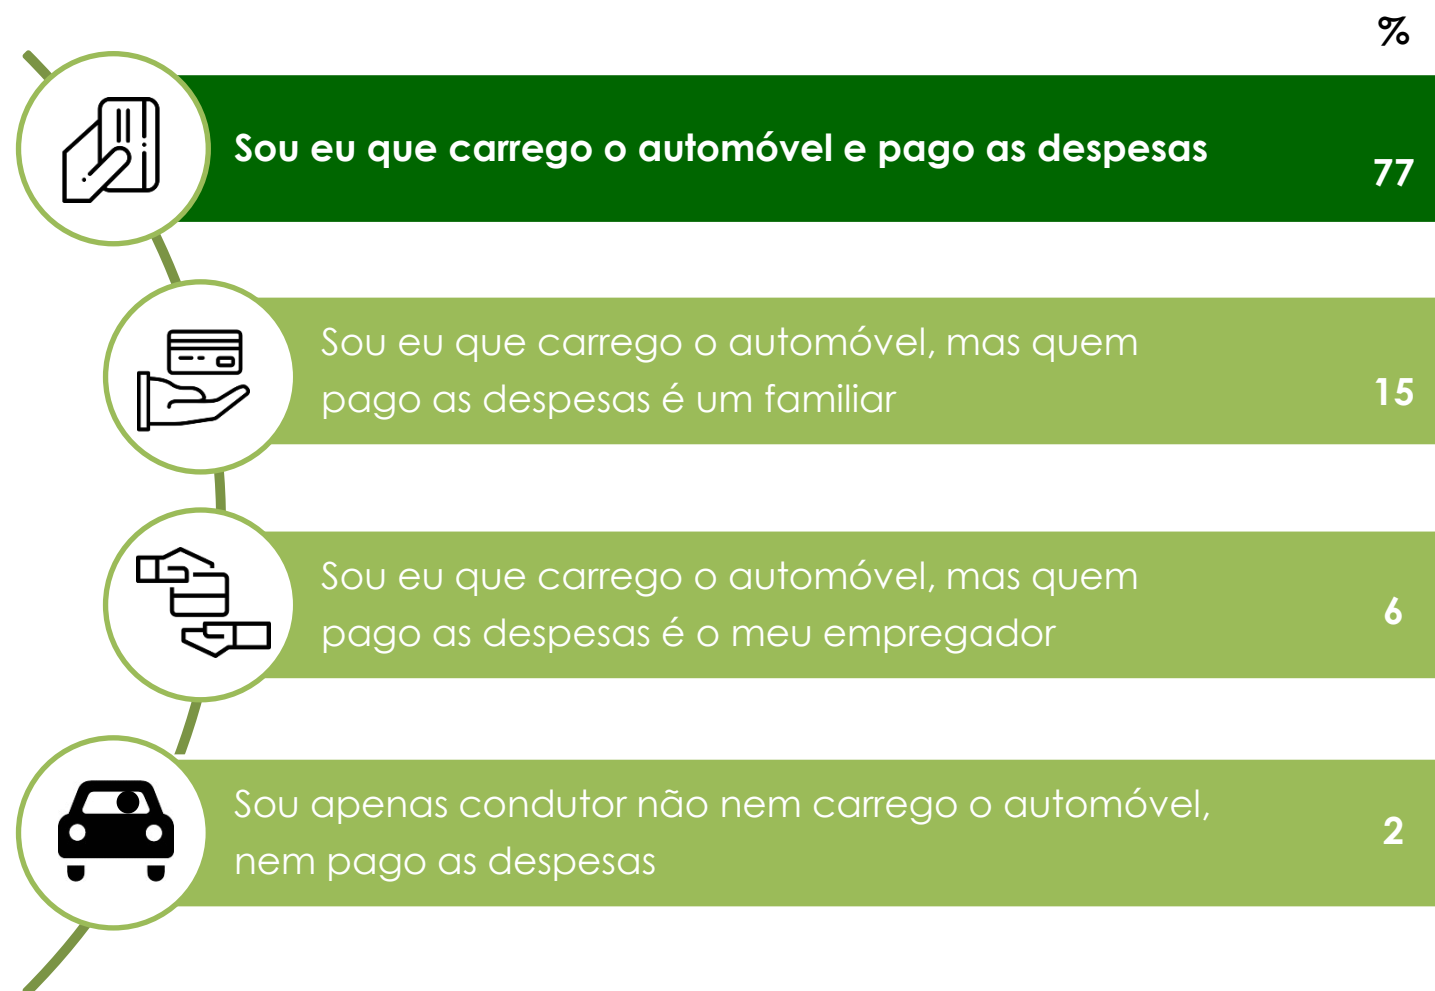 %
Sou eu que carrego o automóvel e pago as despesas
77
Sou eu que carrego o automóvel, mas quem
pago as despesas é um familiar
15
Sou eu que carrego o automóvel, mas quem
pago as despesas é o meu empregador
6
Sou apenas condutor não nem carrego o automóvel,
nem pago as despesas
2